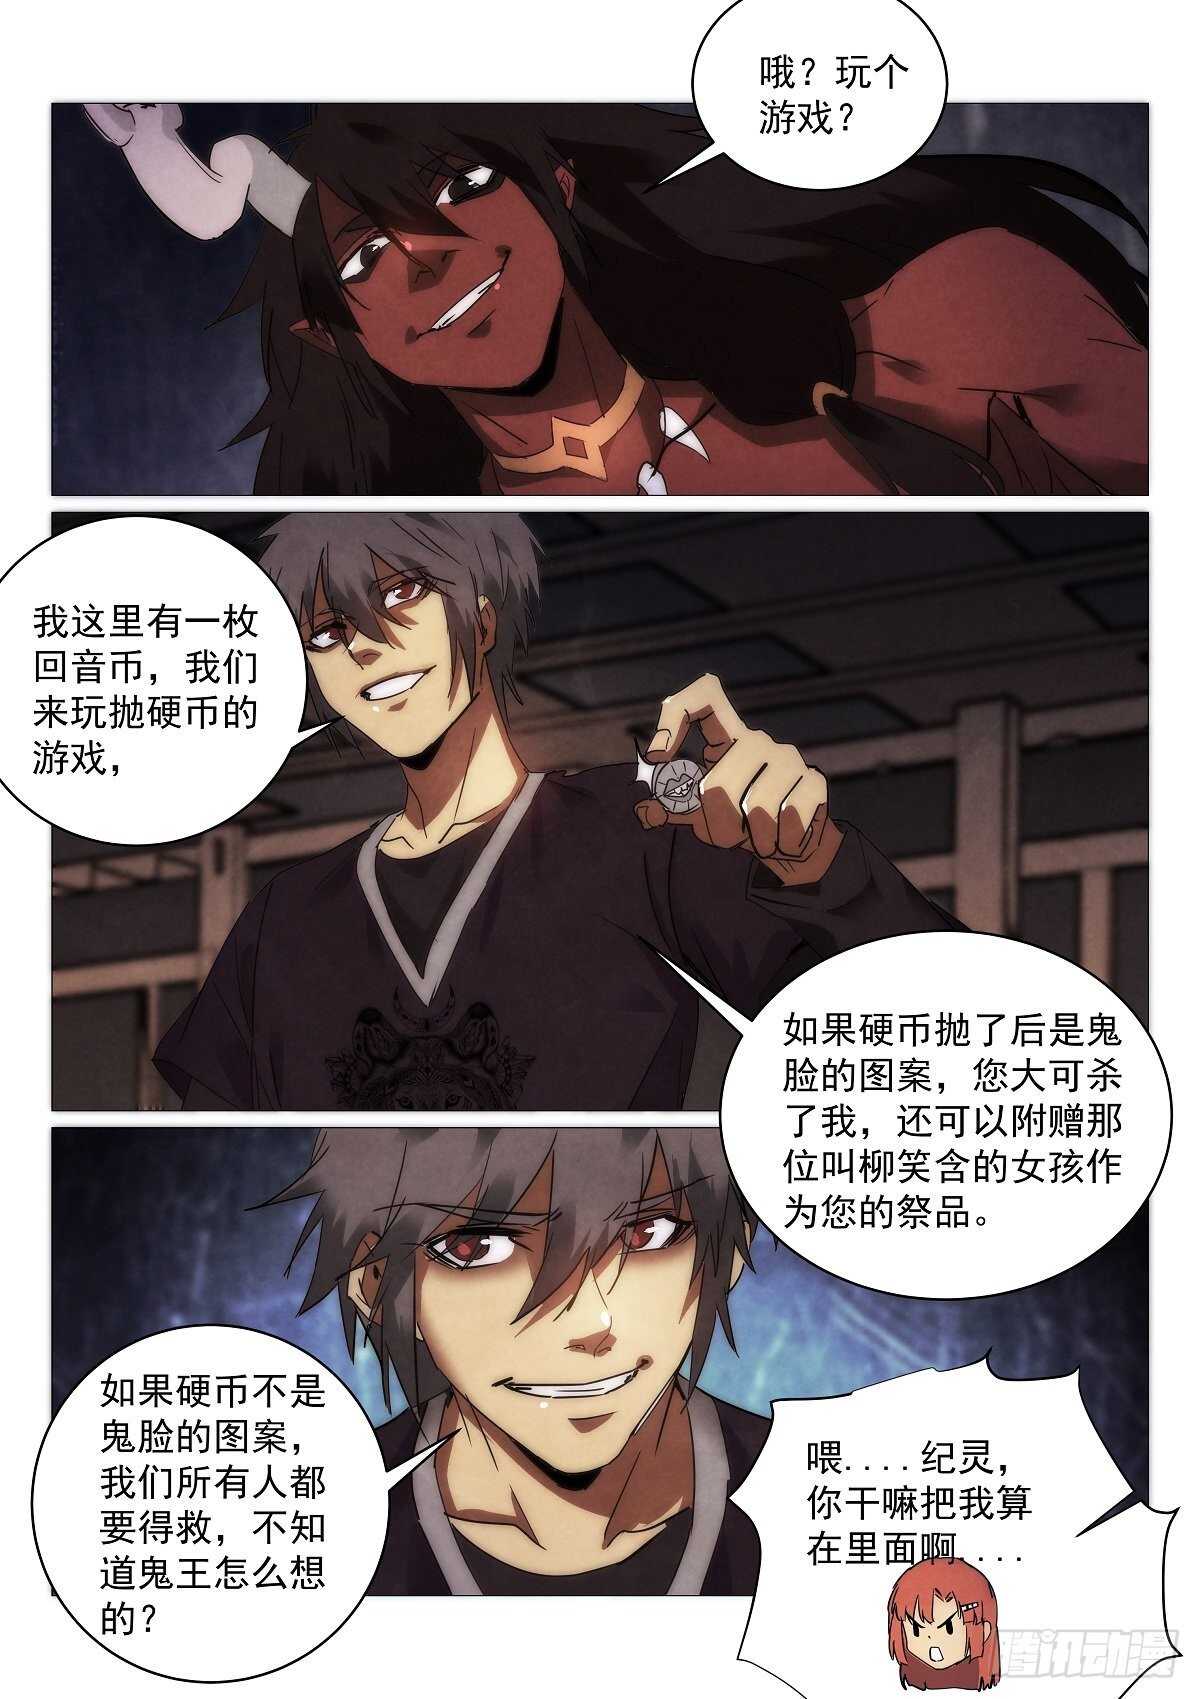 哦？玩个
游戏？
我这里有一枚
回音币，我们
来玩抛硬币的
游戏，
如果硬币抛了后是鬼
脸的图案，您大可杀
了我，还可以附赠那
位叫柳笑含的女孩作
为您的祭品。
如果硬币不是
鬼脸的图案，
我们所有人都
要得救，不知
道鬼王怎么想
的？
喂....纪灵，
你干嘛把我算
在里面啊....
腾讯动漫